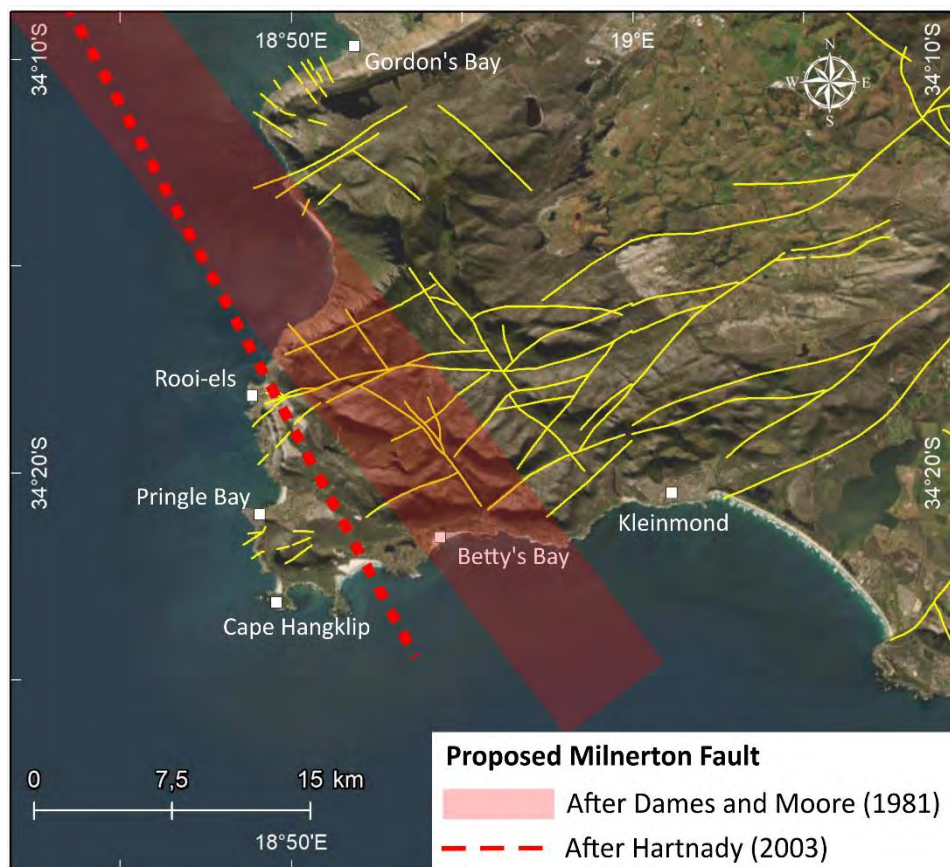 18°50'E
19°E
34°10'S
34°10'S
Gordon's Bay
N
W
E
S
Rooi-els
34°20'S
34°20'S
Pringle Bay
Kleinmond
Betty's Bay
Cape Hangklip
0 7,5 15 km
18°50'E
Proposed Milnerton Fault
After Dames and Moore (1981)
After Hartnady (2003)